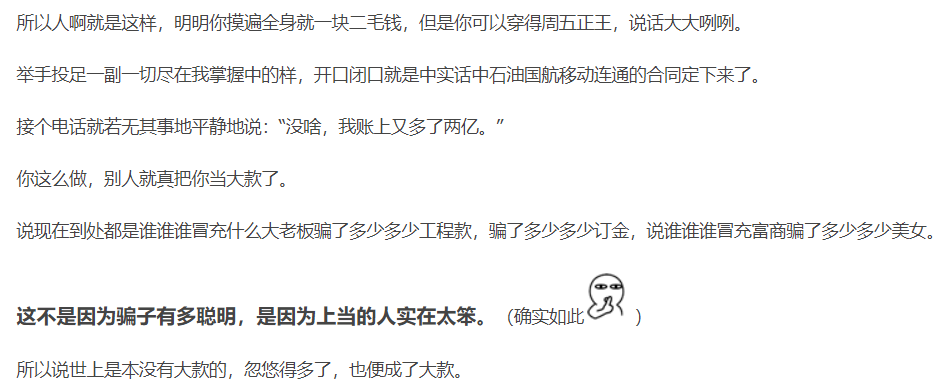 所以人啊就是这样，明明你摸遍全身就一块二毛钱，但是你可以穿得周五正王，说话大大咧咧。
举手投足一副一切尽在我掌握中的样，开口闭口就是中实话中石油国航移动连通的合同定下来了。
接个电话就若无其事地平静地说：“没啥，我账上又多了两亿。”
你这么做，别人就真把你当大款了。
说现在到处都是谁谁谁冒充什么大老板骗了多少多少工程款，骗了多少多少订金，说谁谁谁冒充富商骗了多少多少美女。
这不是因为骗子有多聪明，是因为上当的人实在太笨。（确实如此）
所以说世上是本没有大款的，忽悠得多了，也便成了大款。